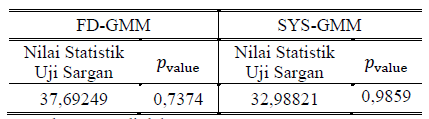 FD-GMM SYS-GMM
Nilai Statistik Uji Sargan pvalue Nilai Statistik Uji Sargan pvalue
37,69249 0,7374 32,98821 0,9859